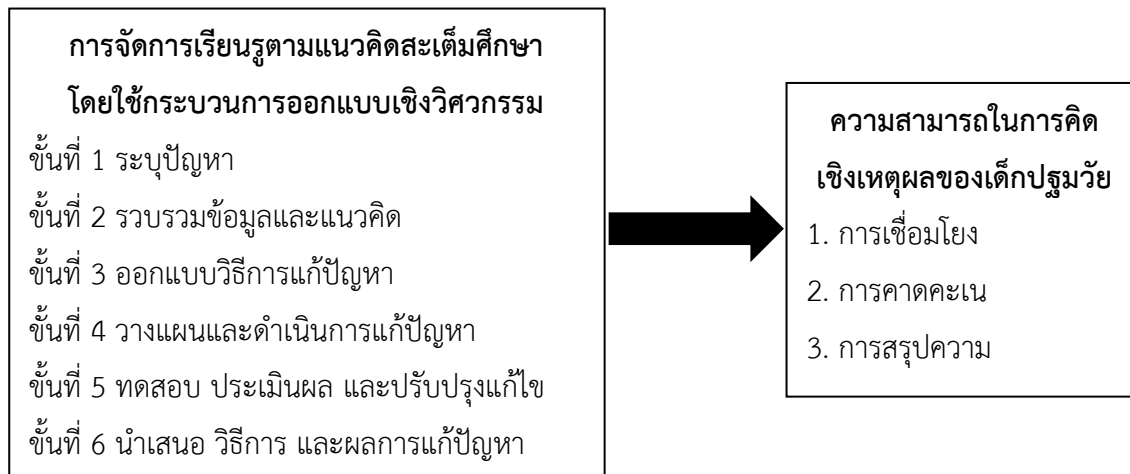 การจัดการเรียนรูตามแนวคิดสะเต็มศึกษา
โดยใช้กระบวนการออกแบบเชิงวิศวกรรม
ขั้นที่ 1 ระบุปัญหา
ขั้นที่ 2 รวบรวมข้อมูลและแนวคิด
ขั้นที่ 3 ออกแบบวิธีการแก้ปัญหา
ขั้นที่ 4 วางแผนและดำเนินการแก้ปัญหา
ขั้นที่ 5 ทดสอบ ประเมินผล และปรับปรุงแก้ไข
ขั้นที่ 6 นำเสนอ วิธีการ และผลการแก้ปัญหา
ความสามารถในการคิด
เชิงเหตุผลของเด็กปฐมวัย
1. การเชื่อมโยง
2. การคาดคะเน
3. การสรุปความ